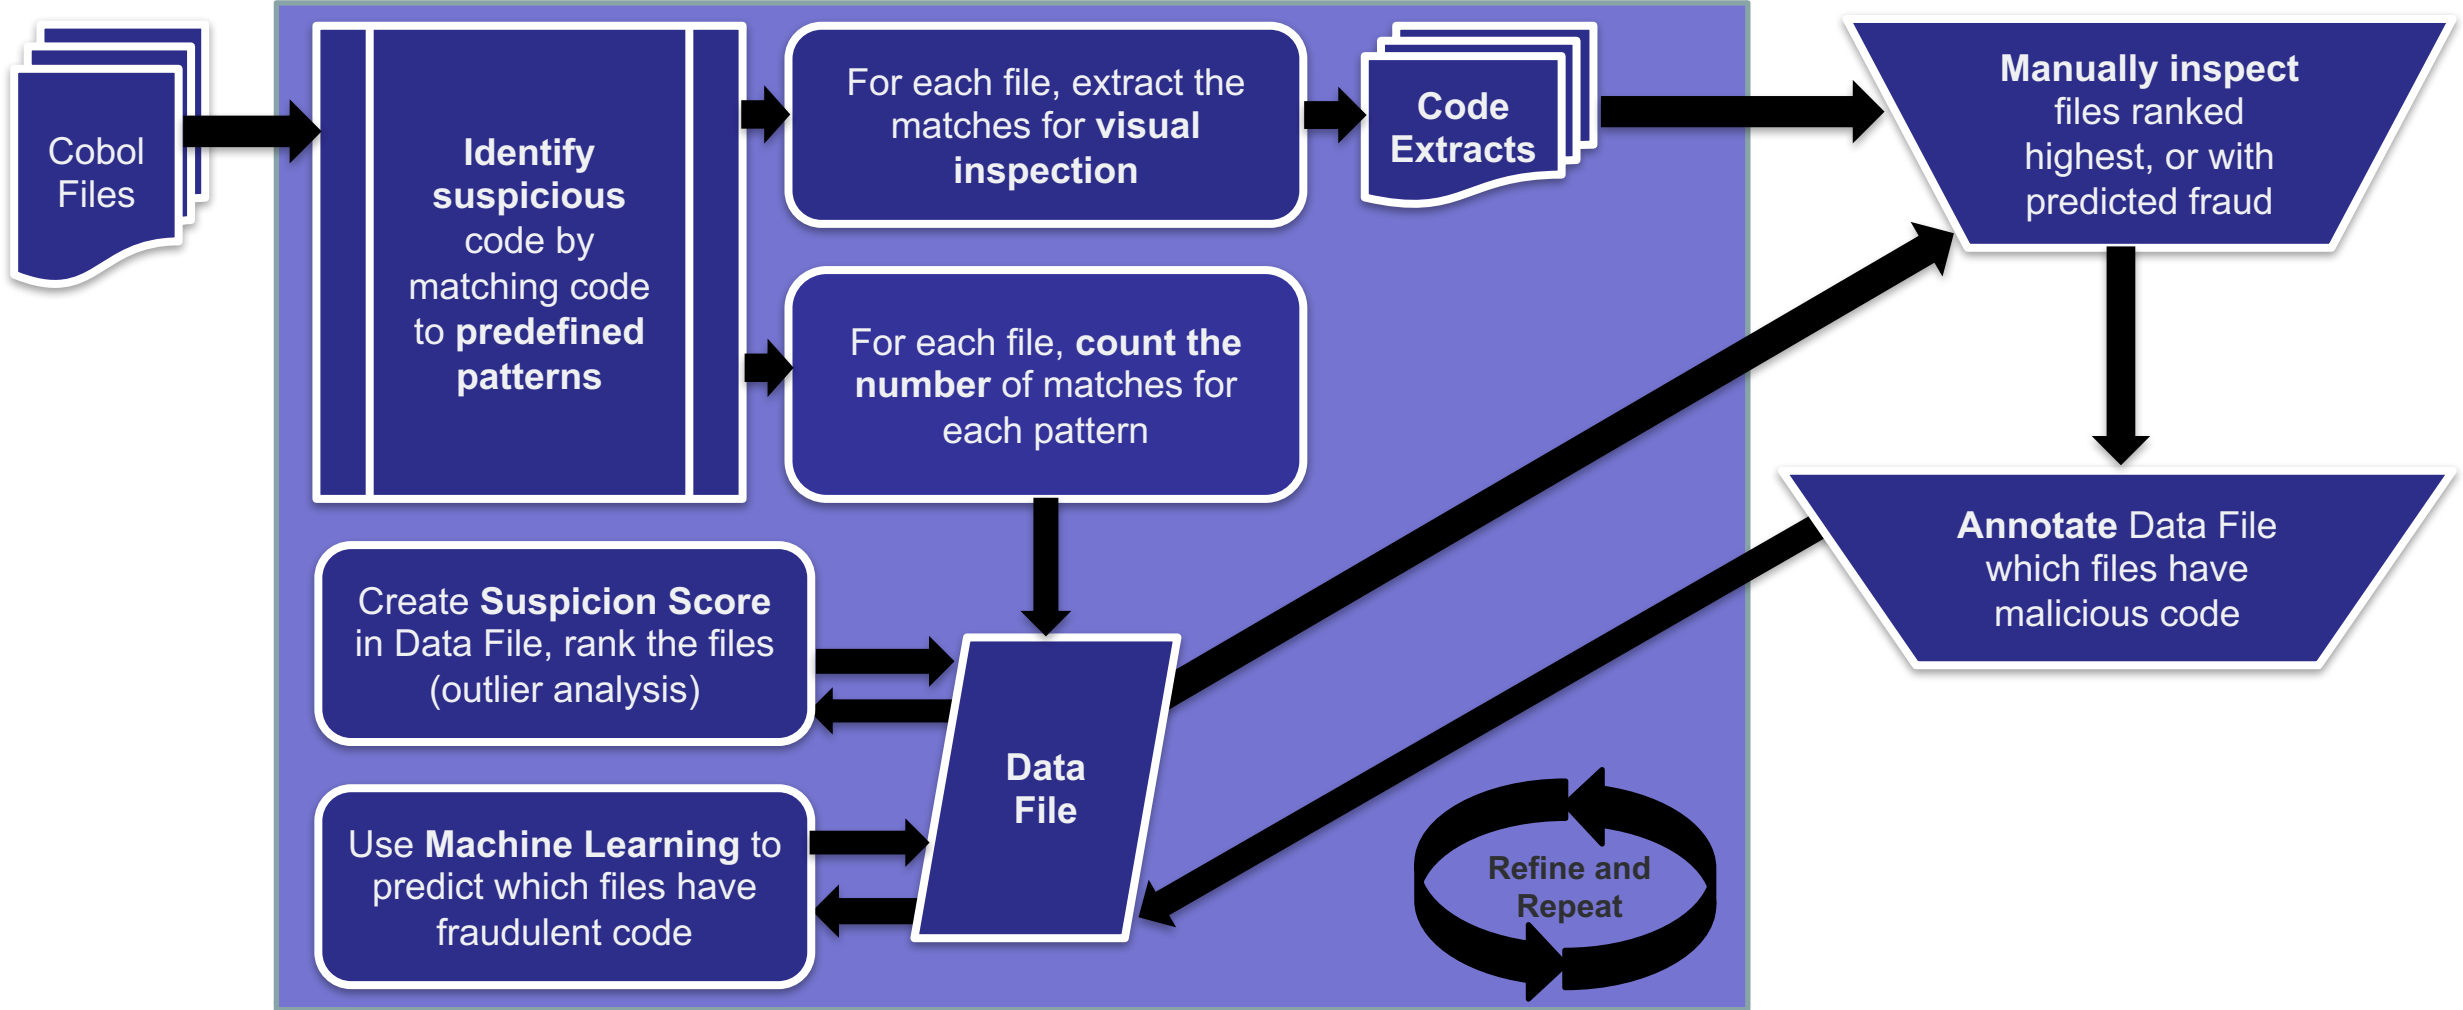 Cobol
Files
Identify
suspicious
code by
matching code
to predefined
patterns
For each file, extract the
matches for visual
inspection
Code
Extracts
Manually inspect
files ranked
highest, or with
predicted fraud
For each file, count the
number of matches for
each pattern
Annotate Data File
which files have
malicious code
Create Suspicion Score
in Data File, rank the files
(outlier analysis)
Data
File
Use Machine Learning to
predict which files have
fraudulent code
Refine and
Repeat